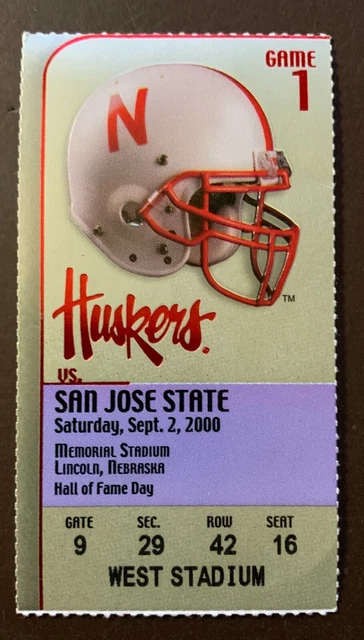 GAME
1
N
TM
Huskers.
VS.
SAN JOSE STATE
Saturday, Sept. 2, 2000
MEMORIAL STADIUM
LINCOLN, NEBRASKA
Hall of Fame Day
GATE SEC. ROW SEAT
9 29 42 16
WEST STADIUM